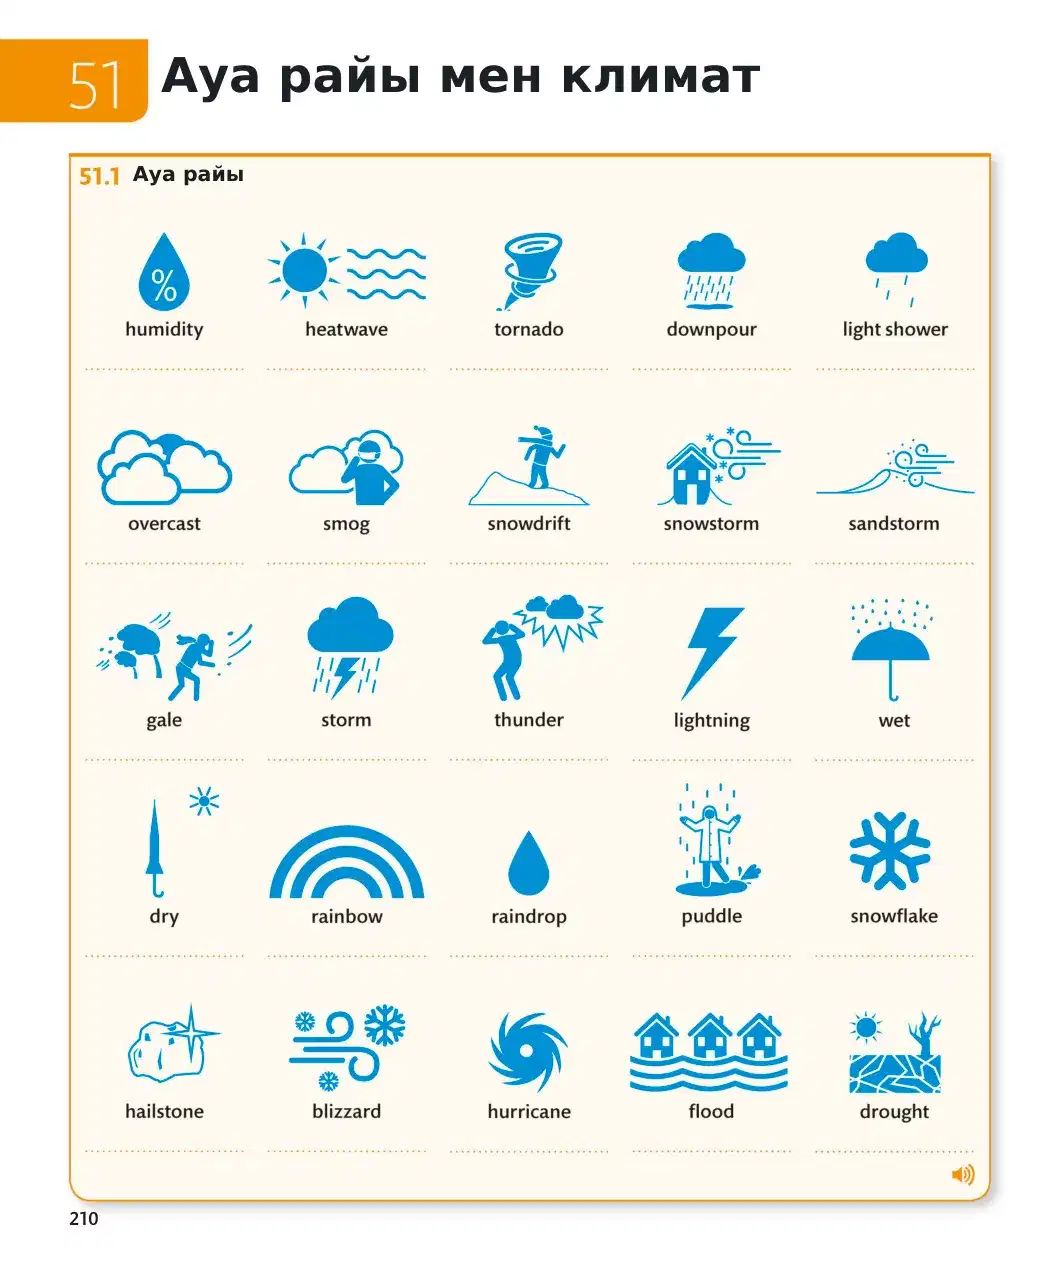 51 Ауа райы мен климат
51.1 Ауа райы
%
humidity heatwave tornado downpour light shower
overcast smog snowdrift snowstorm sandstorm
gale storm thunder lightning wet
dry rainbow raindrop puddle snowflake
hailstone blizzard hurricane flood drought
210